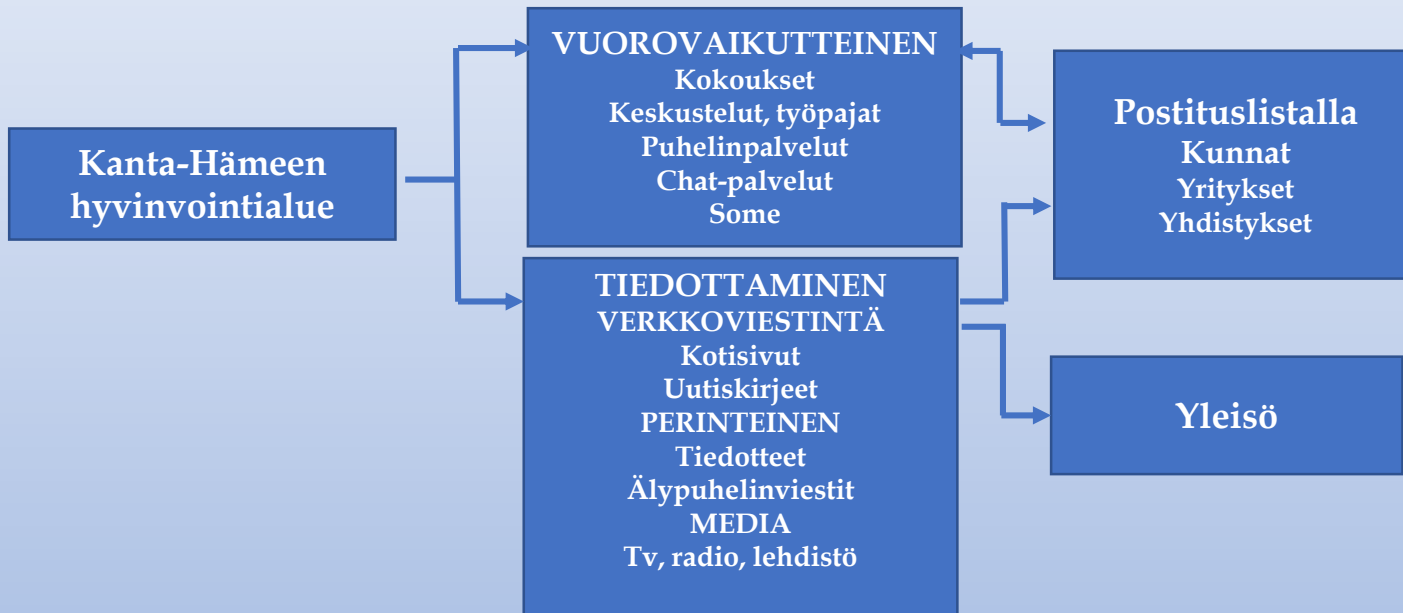 Kanta-Hämeen
hyvinvointialue
VUOROVAIKUTTEINEN
Kokoukset
Keskustelut, työpajat
Puhelinpalvelut
Chat-palvelut
Some
TIEDOTTAMINEN
VERKKOVIESTINTÄ
Kotisivut
Uutiskirjeet
PERINTEINEN
Tiedotteet
Älypuhelinviestit
MEDIA
Tv, radio, lehdistö
Postituslistalla
Kunnat
Yritykset
Yhdistykset
Yleisö